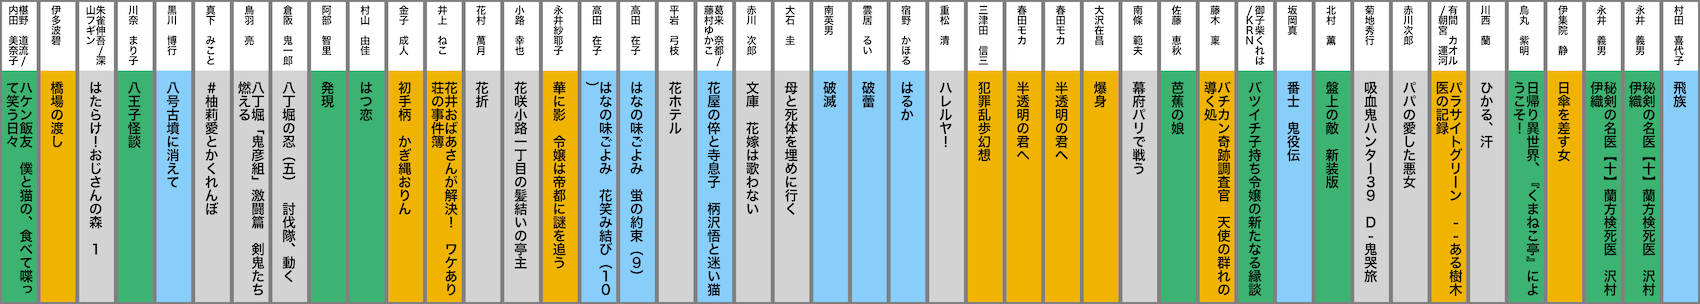 村田 喜代子
飛族
永井 義男
秘剣の名医【十】蘭方検死医 沢村
伊織
永井 義男
秘剣の名医【十】蘭方検死医 沢村
伊織
伊集院 静
日傘を差す女
烏丸 紫明
日帰り異世界、『くまねこ亭』によ
うこそ！
川西 蘭
ひかる、汗
有間 カオル
/朝宮 運河
パラサイトグリーン --ある樹木
医の記録
赤川次郎
パパの愛した悪女
菊地秀行
吸血鬼ハンター39 D-鬼哭旅
北村 薫
盤上の敵 新装版
坂岡真
番士 鬼役伝
御子柴くれは
/KRN
バツイチ子持ち令嬢の新たなる縁談
藤木 稟
バチカン奇跡調査官 天使の群れの
導く処
佐藤 恵秋
芭蕉の娘
南條 範夫
幕府パリで戦う
大沢在昌
爆身
春田モカ
半透明の君へ
春田モカ
半透明の君へ
三津田 信三
犯罪乱歩幻想
重松 清
ハレルヤ！
宿野 かほる
はるか
雲居 るい
破蕾
南英男
破滅
大石 圭
母と死体を埋めに行く
赤川 次郎
文庫 花嫁は歌わない
葛来 奈都/
藤村ゆかこ
花屋の倅と寺息子 柄沢悟と迷い猫
平岩 弓枝
花ホテル
高田 在子
はなの味ごよみ 蛍の約束（9）
高田 在子
はなの味ごよみ 花笑み結び（10
）
永井紗耶子
華に影 令嬢は帝都に謎を追う
小路 幸也
花咲小路一丁目の髪結いの亭主
花村 萬月
花折
井上 ねこ
花井おばあさんが解決！ ワケあり
荘の事件簿
金子 成人
初手柄 かぎ縄おりん
村山 由佳
はつ恋
阿部 智里
発現
倉阪 鬼一郎
八丁堀の忍（五） 討伐隊、動く
鳥羽 亮
八丁堀「鬼彦組」激闘篇 剣鬼たち
燃える
真下 みこと
#柚莉愛とかくれんぼ
黒川 博行
八号古墳に消えて
川奈 まり子
八王子怪談
朱雀伸吾/深
山フギン
はたらけ！おじさんの森 1
伊多波碧
橋場の渡し
椹野 道流/
内田 美奈子
ハケン飯友 僕と猫の、食べて喋っ
て笑う日々